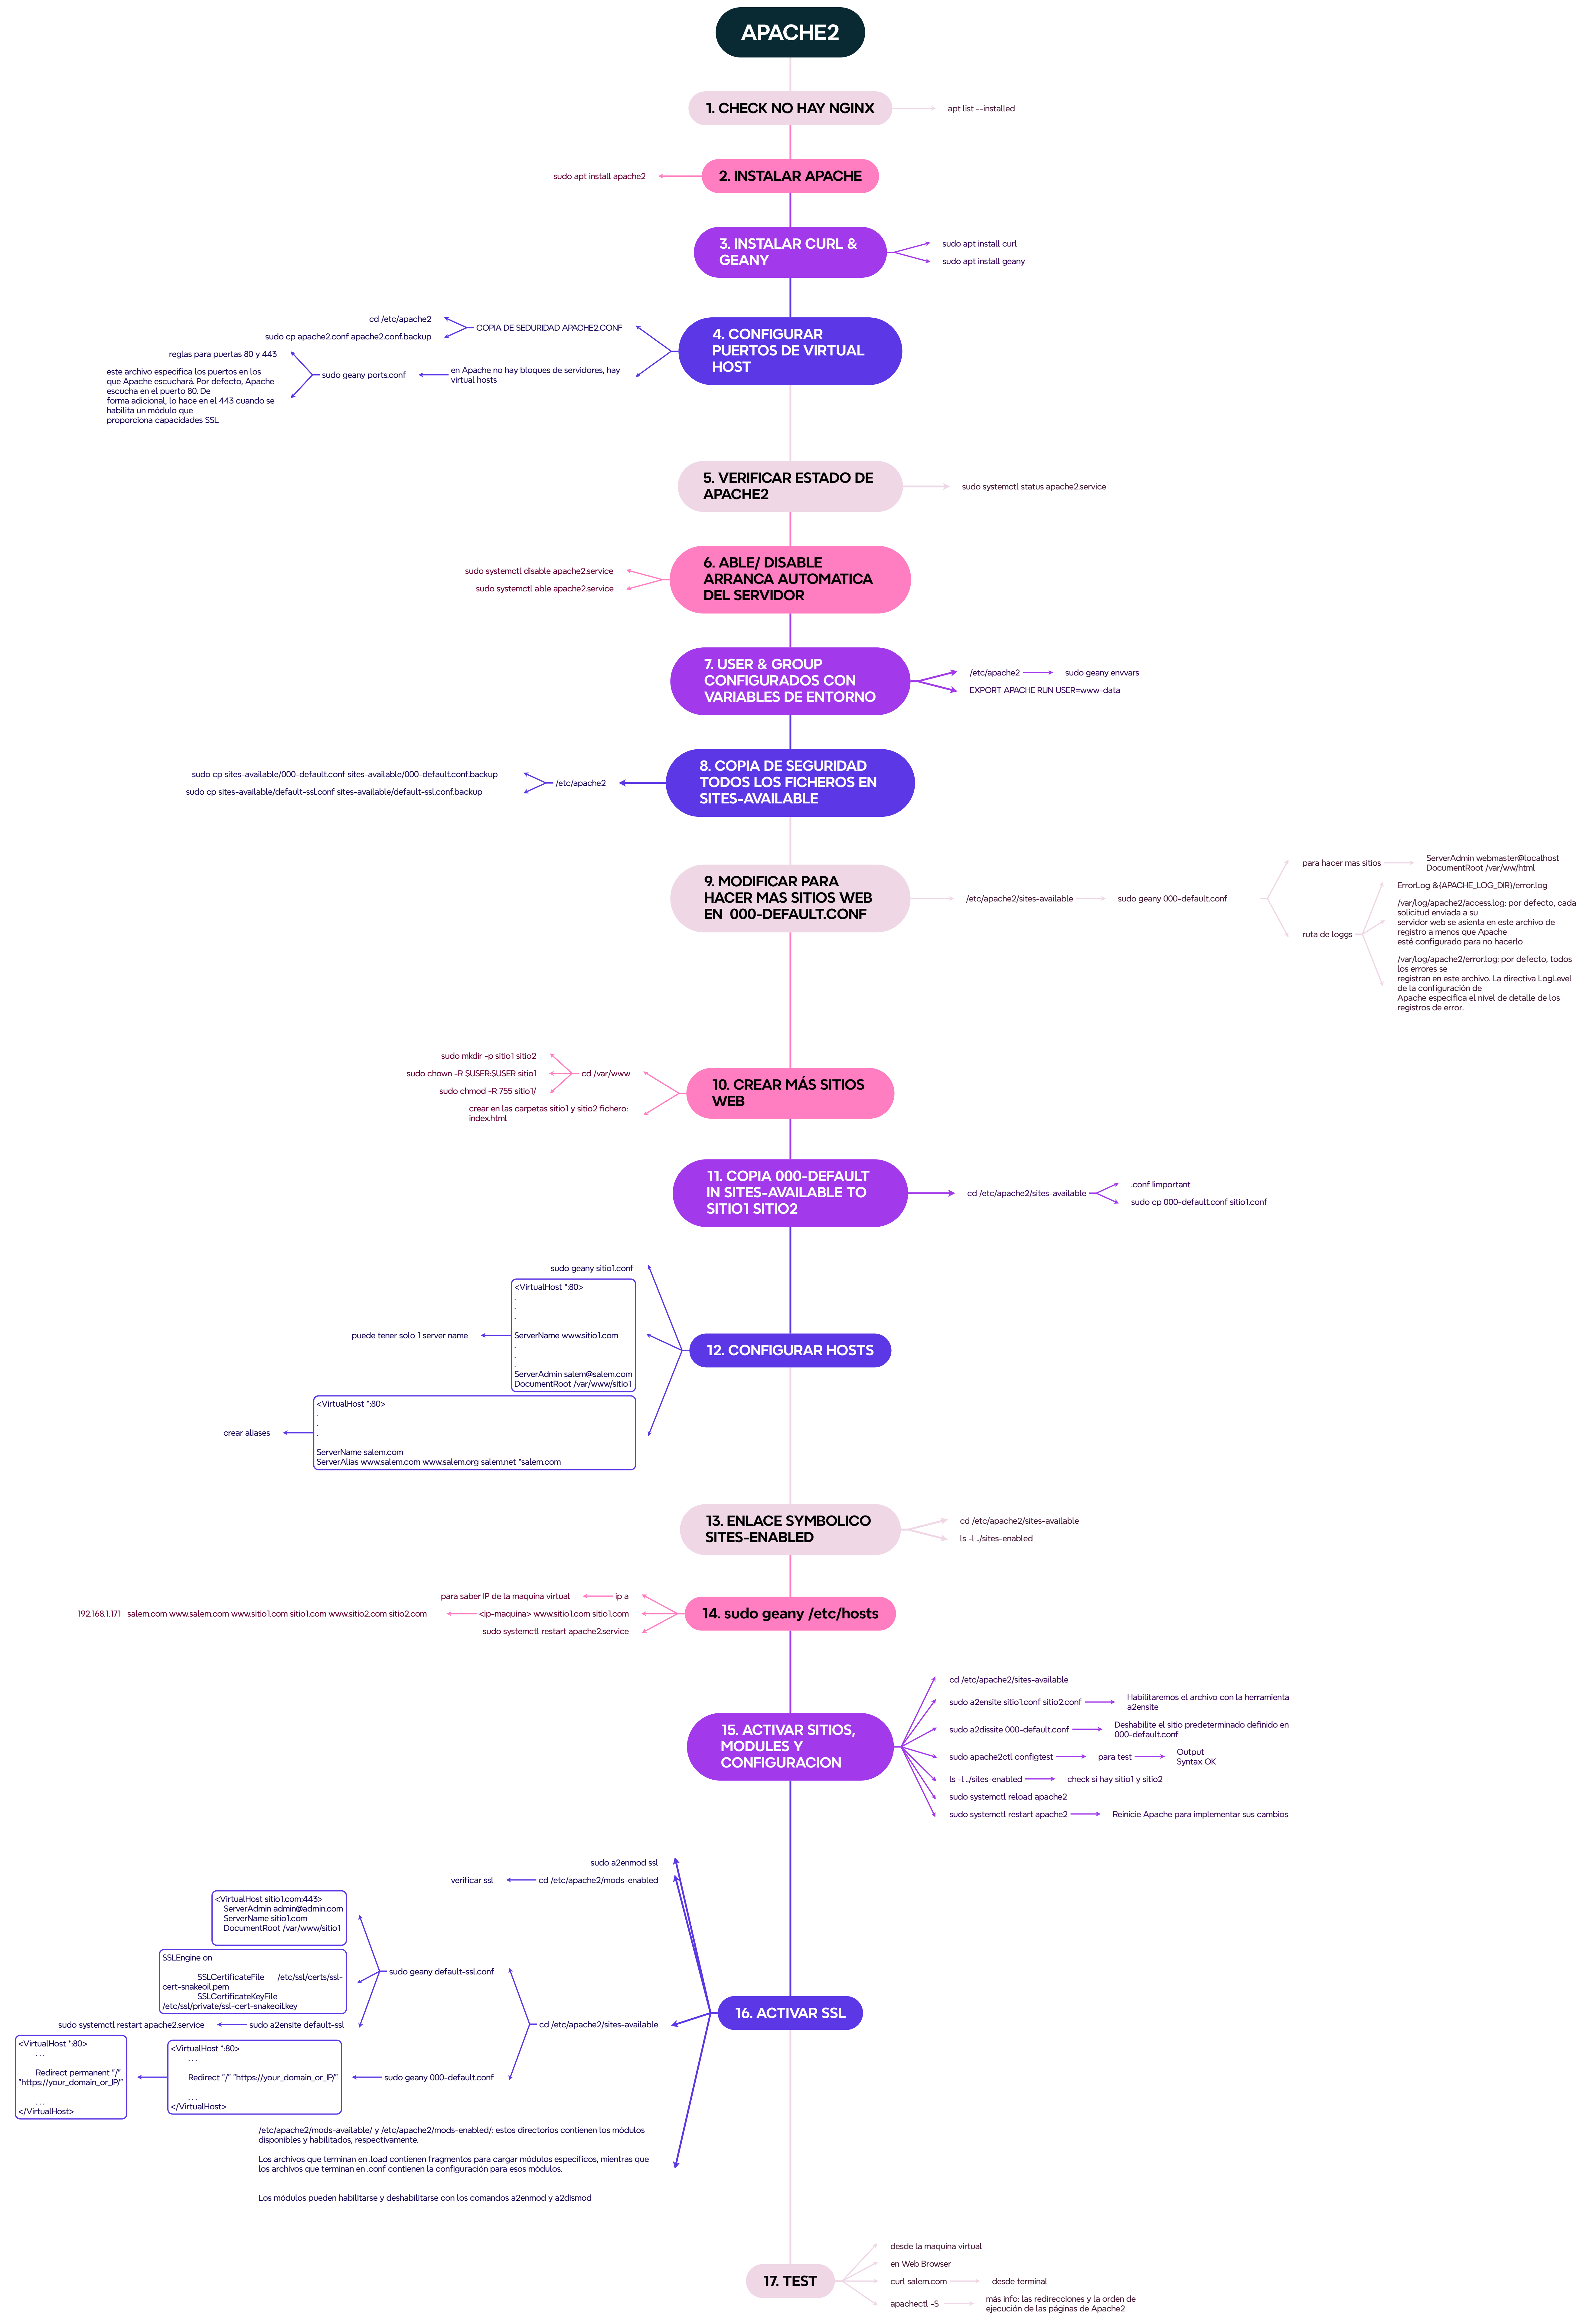 APACHE2
1. CHECK NO HAY NGINX
apt list --installed
2. INSTALAR APACHE
sudo apt install apache2
3. INSTALAR CURL &
GEANY
sudo apt install curl
sudo apt install geany
4. CONFIGURAR
PUERTOS DE VIRTUAL
HOST
COPIA DE SEDURIDAD APACHE2.CONF
cd /etc/apache2
sudo cp apache2.conf apache2.conf.backup
en Apache no hay bloques de servidores, hay
virtual hosts
sudo geany ports.conf
reglas para puertas 80 y 443
este archivo especifica los puertos en los
que Apache escuchará. Por defecto, Apache
escucha en el puerto 80. De
forma adicional, lo hace en el 443 cuando se
habilita un módulo que
proporciona capacidades SSL
5. VERIFICAR ESTADO DE
APACHE2
sudo systemctl status apache2.service
6. ABLE/ DISABLE
ARRANCA AUTOMATICA
DEL SERVIDOR
sudo systemctl disable apache2.service
sudo systemctl able apache2.service
7. USER & GROUP
CONFIGURADOS CON
VARIABLES DE ENTORNO
/etc/apache2
sudo geany envvars
EXPORT APACHE RUN USER=www-data
8. COPIA DE SEGURIDAD
TODOS LOS FICHEROS EN
SITES-AVAILABLE
/etc/apache2
sudo cp sites-available/000-default.conf sites-available/000-default.conf.backup
sudo cp sites-available/default-ssl.conf sites-available/default-ssl.conf.backup
9. MODIFICAR PARA
HACER MAS SITIOS WEB
EN 000-DEFAULT.CONF
/etc/apache2/sites-available
sudo geany 000-default.conf
para hacer mas sitios
ServerAdmin webmaster@localhost
DocumentRoot /var/ww/html
ruta de loggs
ErrorLog &{APACHE_LOG_DIR}/error.log
/var/log/apache2/access.log: por defecto, cada
solicitud enviada a su
servidor web se asienta en este archivo de
registro a menos que Apache
esté configurado para no hacerlo
/var/log/apache2/error.log: por defecto, todos
los errores se
registran en este archivo. La directiva LogLevel
de la configuración de
Apache especifica el nivel de detalle de los
registros de error.
10. CREAR MÁS SITIOS
WEB
cd /var/www
sudo mkdir -p sitio1 sitio2
sudo chown -R $USER:$USER sitio1
sudo chmod -R 755 sitio1/
crear en las carpetas sitio1 y sitio2 fichero:
index.html
11. COPIA 000-DEFAULT
IN SITES-AVAILABLE TO
SITIO1 SITIO2
cd /etc/apache2/sites-available
.conf !important
sudo cp 000-default.conf sitio1.conf
12. CONFIGURAR HOSTS
sudo geany sitio1.conf
<VirtualHost *:80>
.
.
.
ServerName www.sitio1.com
.
.
.
ServerAdmin salem@salem.com
DocumentRoot /var/www/sitio1
puede tener solo 1 server name
<VirtualHost *:80>
.
.
.
ServerName salem.com
ServerAlias www.salem.com www.salem.org salem.net *salem.com
crear aliases
13. ENLACE SYMBOLICO
SITES-ENABLED
cd /etc/apache2/sites-available
ls -l ../sites-enabled
14. sudo geany /etc/hosts
ip a
para saber IP de la maquina virtual
<ip-maquina> www.sitio1.com sitio1.com
192.168.1.171 salem.com www.salem.com www.sitio1.com sitio1.com www.sitio2.com sitio2.com
sudo systemctl restart apache2.service
15. ACTIVAR SITIOS,
MODULES Y
CONFIGURACION
cd /etc/apache2/sites-available
sudo a2ensite sitio1.conf sitio2.conf
Habilitaremos el archivo con la herramienta
a2ensite
sudo a2dissite 000-default.conf
Deshabilite el sitio predeterminado definido en
000-default.conf
sudo apache2ctl configtest
para test
Output
Syntax OK
ls -l ../sites-enabled
check si hay sitio1 y sitio2
sudo systemctl reload apache2
sudo systemctl restart apache2
Reinicie Apache para implementar sus cambios
16. ACTIVAR SSL
sudo a2enmod ssl
cd /etc/apache2/mods-enabled
verificar ssl
cd /etc/apache2/sites-available
sudo geany default-ssl.conf
<VirtualHost sitio1.com:443>
ServerAdmin admin@admin.com
ServerName sitio1.com
DocumentRoot /var/www/sitio1
SSLEngine on
SSLCertificateFile /etc/ssl/certs/ssl-
cert-snakeoil.pem
SSLCertificateKeyFile
/etc/ssl/private/ssl-cert-snakeoil.key
sudo a2ensite default-ssl
sudo systemctl restart apache2.service
sudo geany 000-default.conf
<VirtualHost *:80>
. . .
Redirect "/" "https://your_domain_or_IP/"
. . .
</VirtualHost>
<VirtualHost *:80>
. . .
Redirect permanent "/"
"https://your_domain_or_IP/"
. . .
</VirtualHost>
/etc/apache2/mods-available/ y /etc/apache2/mods-enabled/: estos directorios contienen los módulos
disponibles y habilitados, respectivamente.
Los archivos que terminan en .load contienen fragmentos para cargar módulos específicos, mientras que
los archivos que terminan en .conf contienen la configuración para esos módulos.
Los módulos pueden habilitarse y deshabilitarse con los comandos a2enmod y a2dismod
17. TEST
desde la maquina virtual
en Web Browser
curl salem.com
desde terminal
apachectl -S
más info: las redirecciones y la orden de
ejecución de las páginas de Apache2